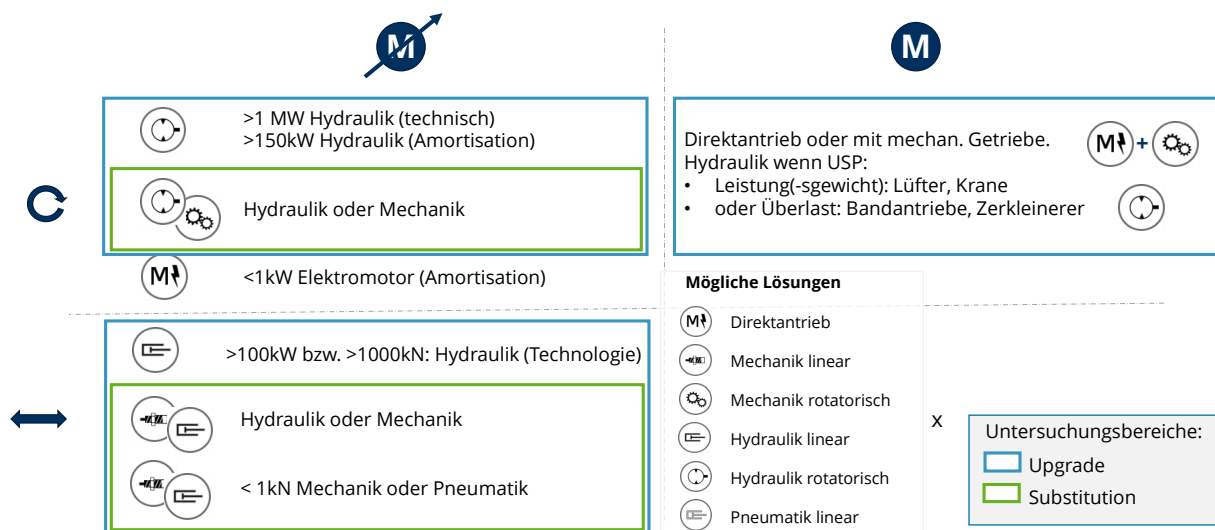 M
M
>1 MW Hydraulik (technisch)
>150kW Hydraulik (Amortisation)
Hydraulik oder Mechanik
M
<1kW Elektromotor (Amortisation)
Direktantrieb oder mit mechan. Getriebe.
Hydraulik wenn USP:
• Leistung(-sgewicht): Lüfter, Krane
• oder Überlast: Bandantriebe, Zerkleinerer
M +
>100kW bzw. >1000kN: Hydraulik (Technologie)
Hydraulik oder Mechanik
< 1kN Mechanik oder Pneumatik
Mögliche Lösungen
M Direktantrieb
Mechanik linear
Mechanik rotatorisch
Hydraulik linear
Hydraulik rotatorisch
Pneumatik linear
x
Untersuchungsbereiche:
Upgrade
Substitution